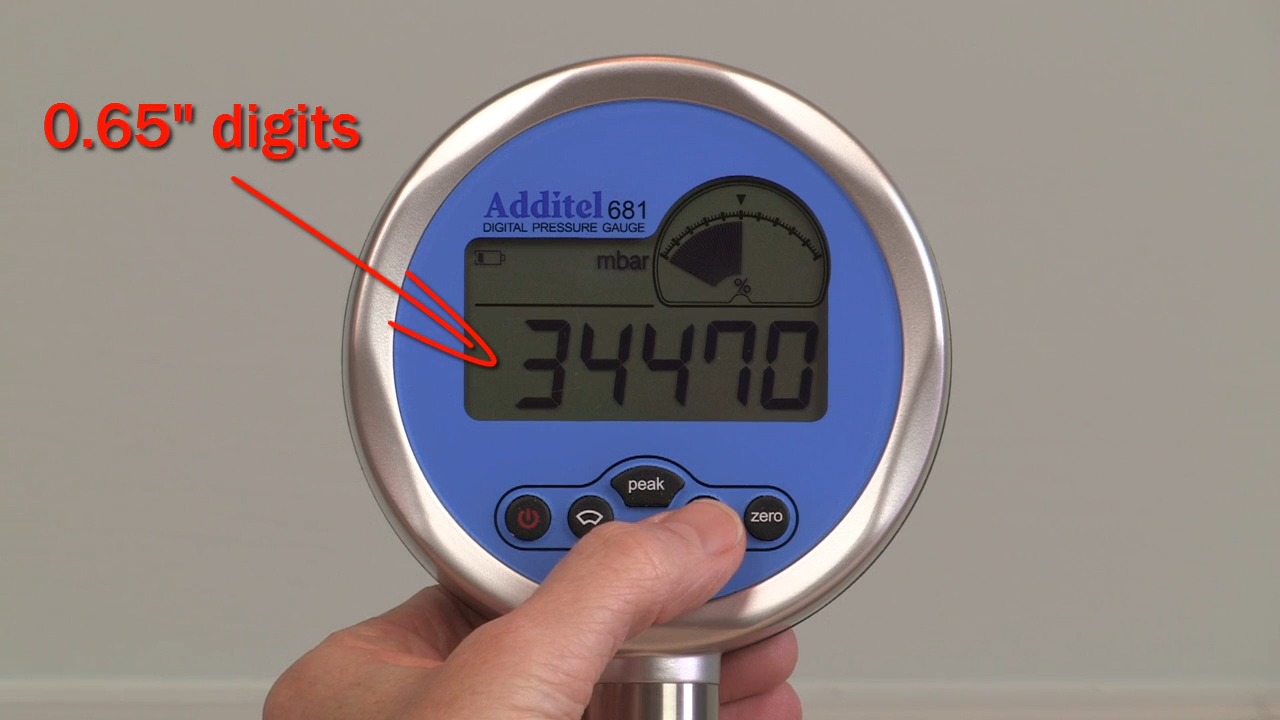 0.65" digits
Additel 681
DIGITAL PRESSURE GAUGE
mbar
%
34470
peak
zero